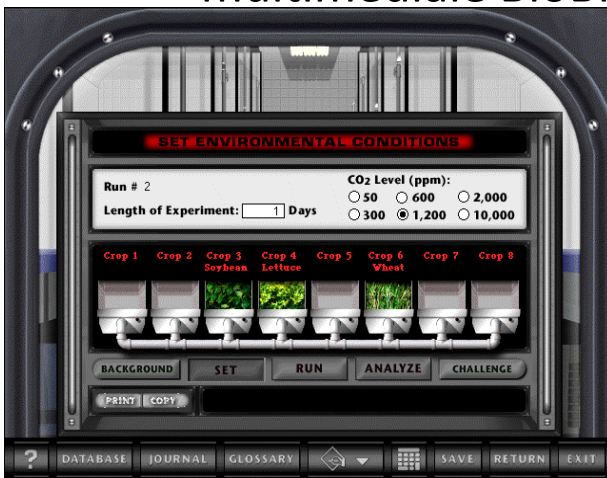 SET ENVIRONMENTAL CONDITIONS
Run # 2
Length of Experiment: 1 Days
CO2 Level (ppm):
50 600 2,000
300 1,200 10,000
Crop 1 Crop 2 Crop 3 Crop 4 Crop 5 Crop 6 Crop 7 Crop 8
Soybean Lettuce Wheat
BACKGROUND SET RUN ANALYZE CHALLENGE
PRINT COPY
? DATABASE JOURNAL GLOSSARY SAVE RETURN EXIT